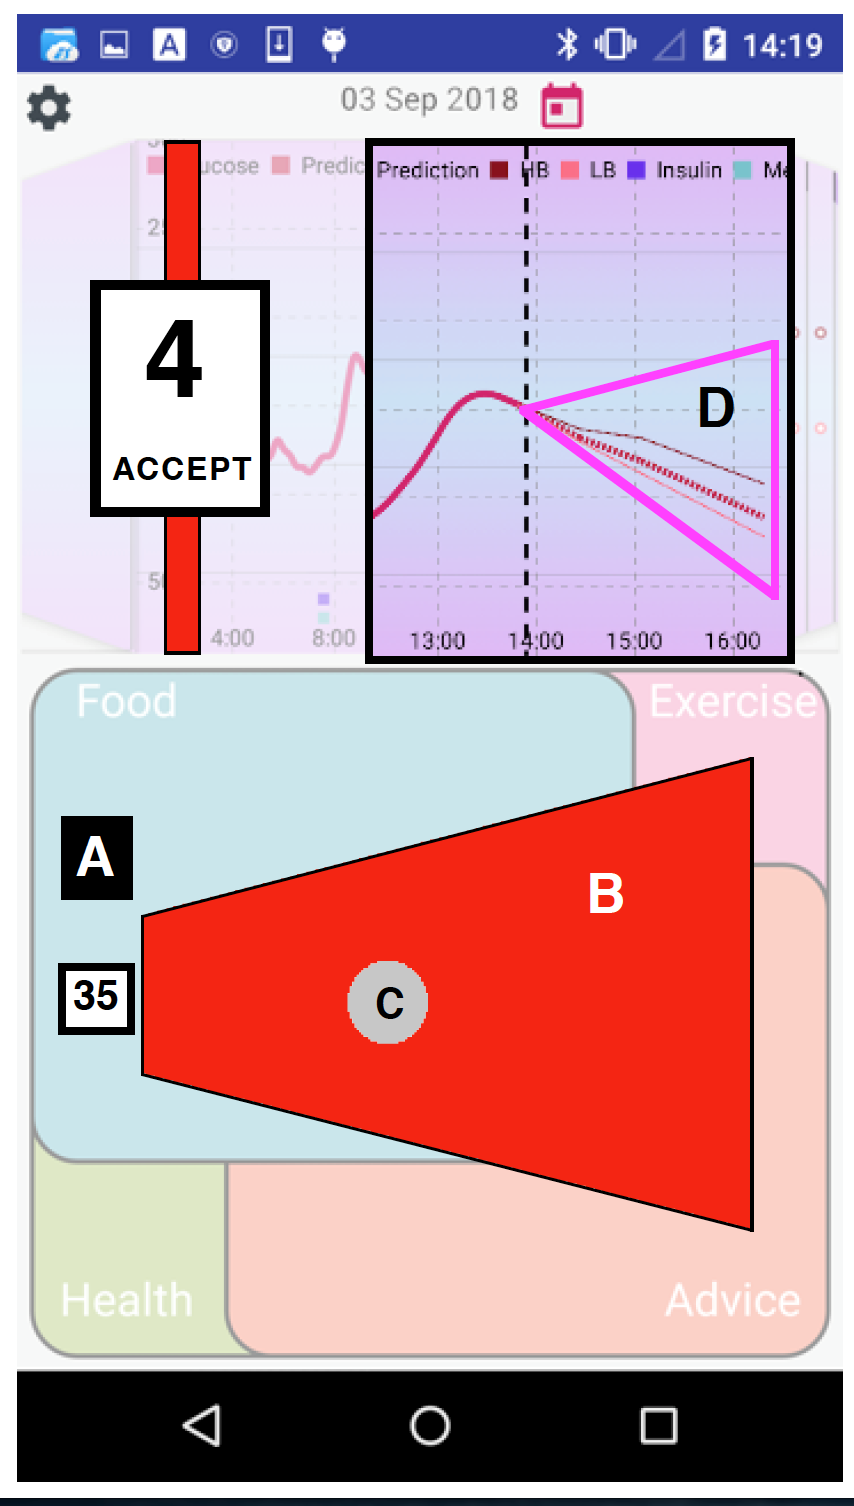 A 14:19
03 Sep 2018
ucose Predic Prediction HB LB Insulin Me
25
4
ACCEPT
D
50
4:00 8:00 13:00 14:00 15:00 16:00
Food Exercise
A
B
35
C
Health Advice